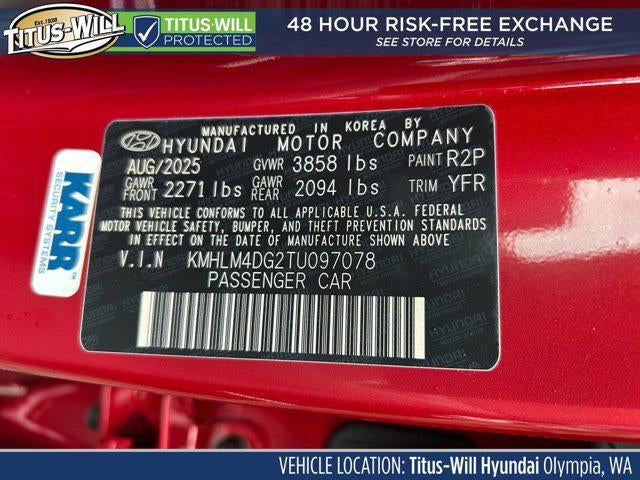 TITUS-WILL
Since 1938
TITUS-WILL
PROTECTED
48 HOUR RISK-FREE EXCHANGE
SEE STORE FOR DETAILS
MANUFACTURED IN KOREA BY
HYUNDAI MOTOR COMPANY
AUG/2025 GVWR 3858 lbs PAINT R2P
GAWR FRONT 2271 lbs GAWR REAR 2094 lbs TRIM YFR
THIS VEHICLE CONFORMS TO ALL APPLICABLE U.S.A. FEDERAL
MOTOR VEHICLE SAFETY, BUMPER, AND THEFT PREVENTION STANDARDS
IN EFFECT ON THE DATE OF MANUFACTURE SHOWN ABOVE
V.I.N KMHLM4DG2TU097078
PASSENGER CAR
KARR
SECURITY SYSTEMS
VEHICLE LOCATION: Titus-Will Hyundai Olympia, WA